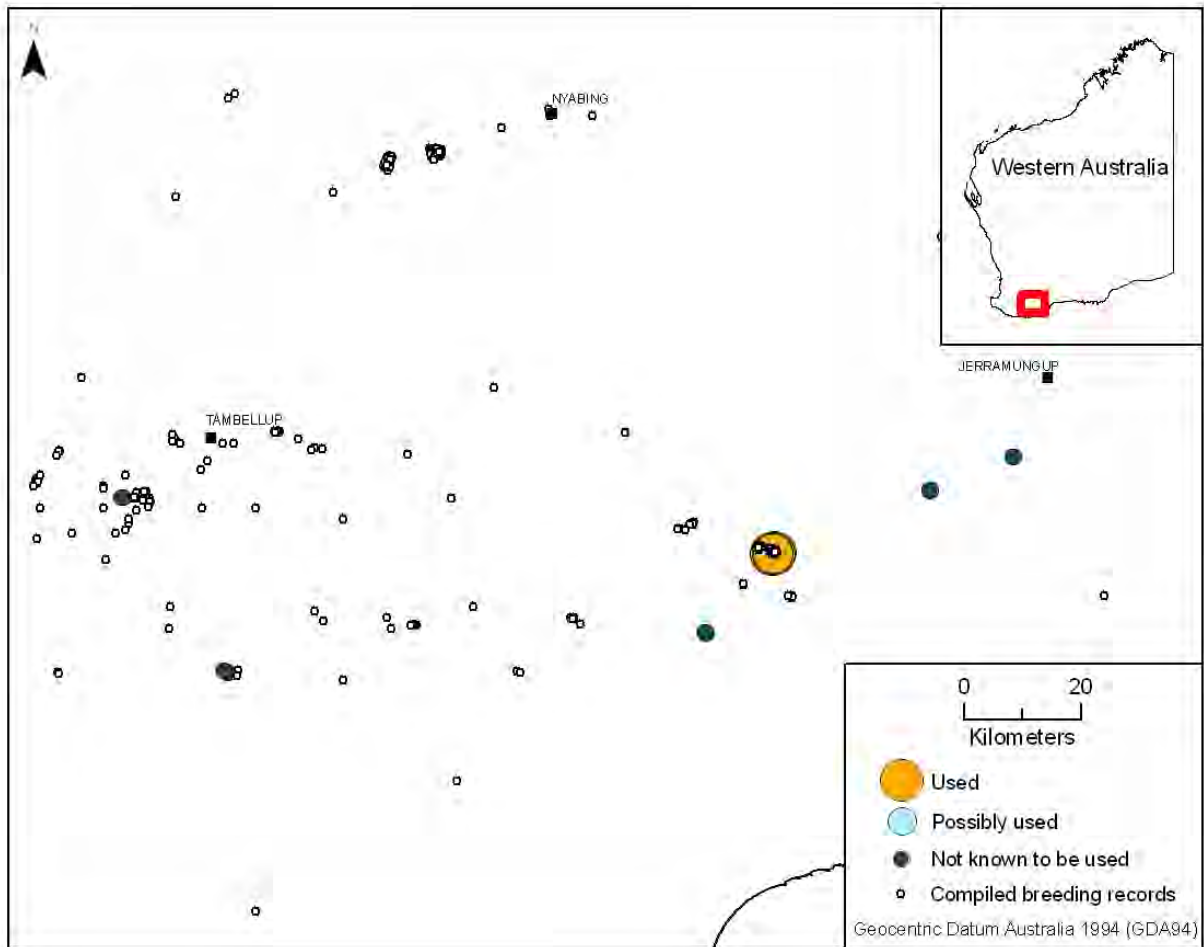 N
NYABING
Western Australia
JERRAMUNGUP
TAMBELLUP
0 20
Kilometers
Used
Possibly used
Not known to be used
Compiled breeding records
Geocentric Datum Australia 1994 (GDA94)